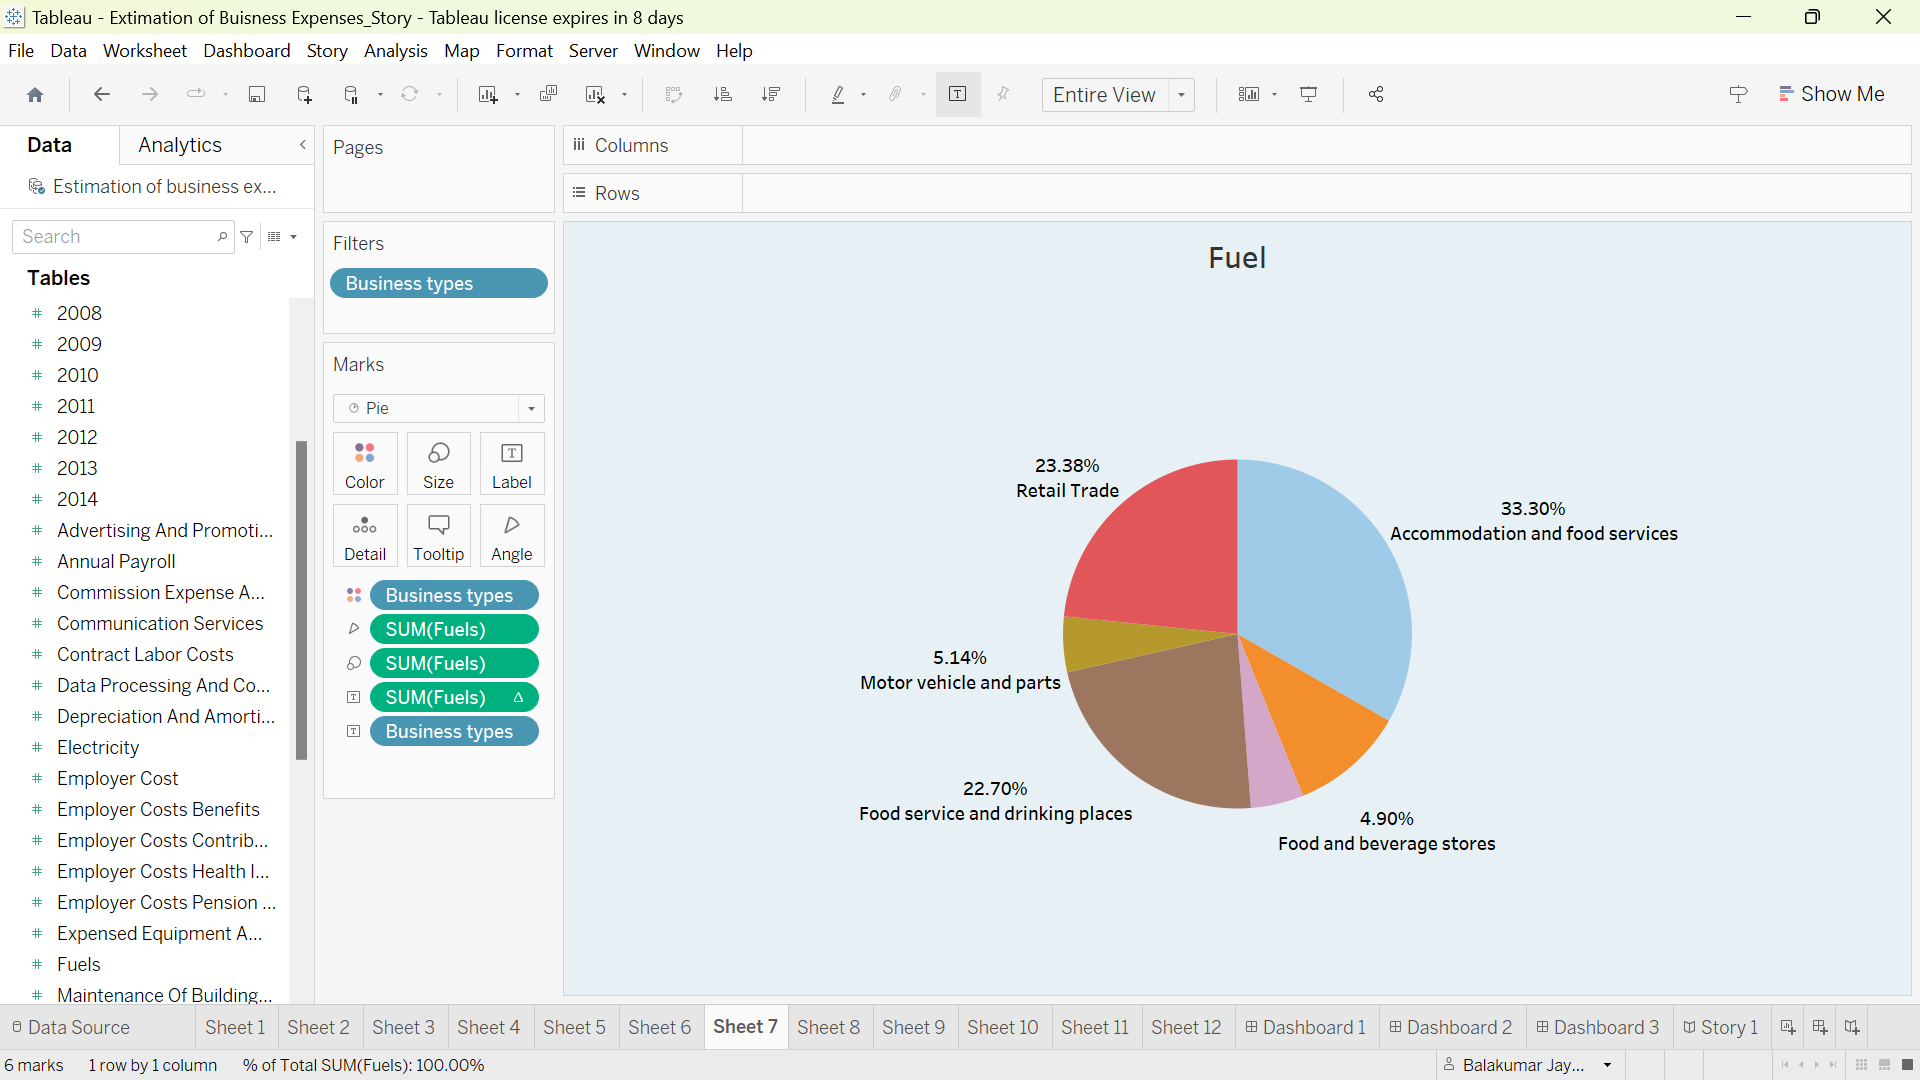 Tableau - Extimation of Buisness Expenses_Story - Tableau license expires in 8 days
File Data Worksheet Dashboard Story Analysis Map Format Server Window Help
Entire View
Show Me
Data
Analytics
Estimation of business ex...
Search
Tables
2008
2009
2010
2011
2012
2013
2014
Advertising And Promoti...
Annual Payroll
Commission Expense A...
Communication Services
Contract Labor Costs
Data Processing And Co...
Depreciation And Amorti...
Electricity
Employer Cost
Employer Costs Benefits
Employer Costs Contrib...
Employer Costs Health I...
Employer Costs Pension ...
Expensed Equipment A...
Fuels
Maintenance Of Building...
Pages
Filters
Business types
Marks
Pie
Color Size Label
Detail Tooltip Angle
Business types
SUM(Fuels)
SUM(Fuels)
SUM(Fuels)
Business types
Columns
Rows
Fuel
23.38%
Retail Trade
33.30%
Accommodation and food services
5.14%
Motor vehicle and parts
22.70%
Food service and drinking places
4.90%
Food and beverage stores
Data Source Sheet 1 Sheet 2 Sheet 3 Sheet 4 Sheet 5 Sheet 6 Sheet 7 Sheet 8 Sheet 9 Sheet 10 Sheet 11 Sheet 12 Dashboard 1 Dashboard 2 Dashboard 3 Story 1
6 marks 1 row by 1 column % of Total SUM(Fuels): 100.00%
Balakumar Jay...